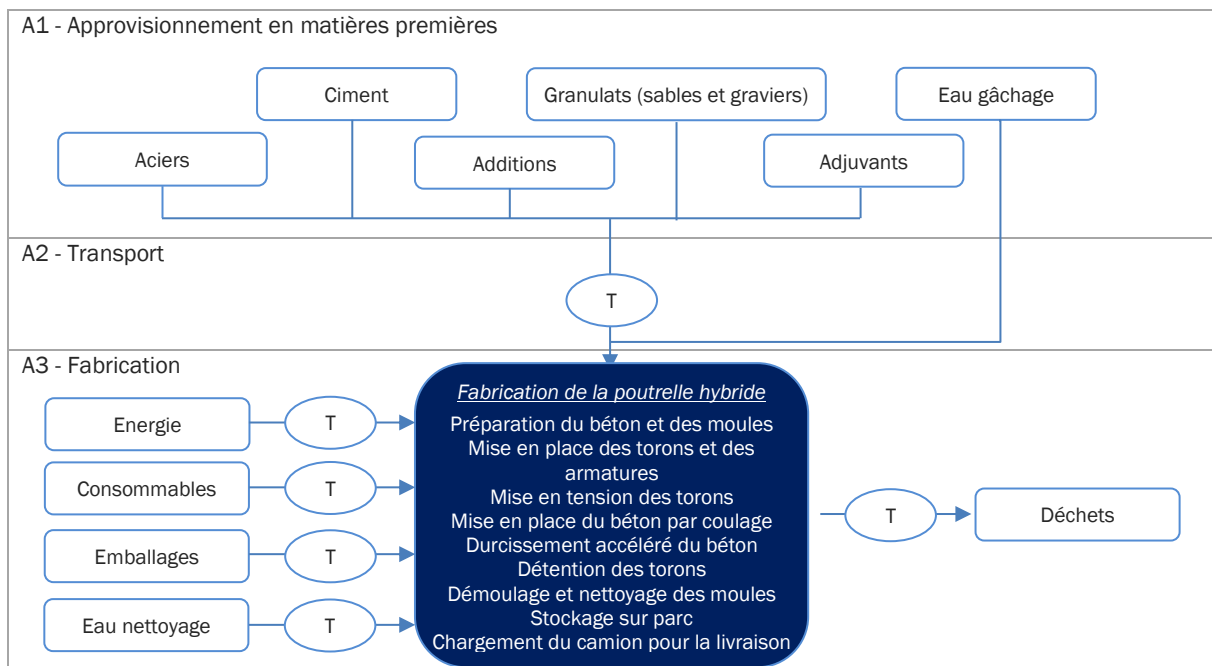 A1 - Approvisionnement en matières premières
Ciment
Granulats (sables et graviers)
Eau gâchage
Aciers
Additions
Adjuvants
A2 - Transport
T
A3 - Fabrication
Fabrication de la poutrelle hybride
Préparation du béton et des moules
Mise en place des torons et des
armatures
Mise en tension des torons
Mise en place du béton par coulage
Durcissement accéléré du béton
Détention des torons
Démoulage et nettoyage des moules
Stockage sur parc
Chargement du camion pour la livraison
Energie
T
Consommables
T
Emballages
T
Eau nettoyage
T
T
Déchets